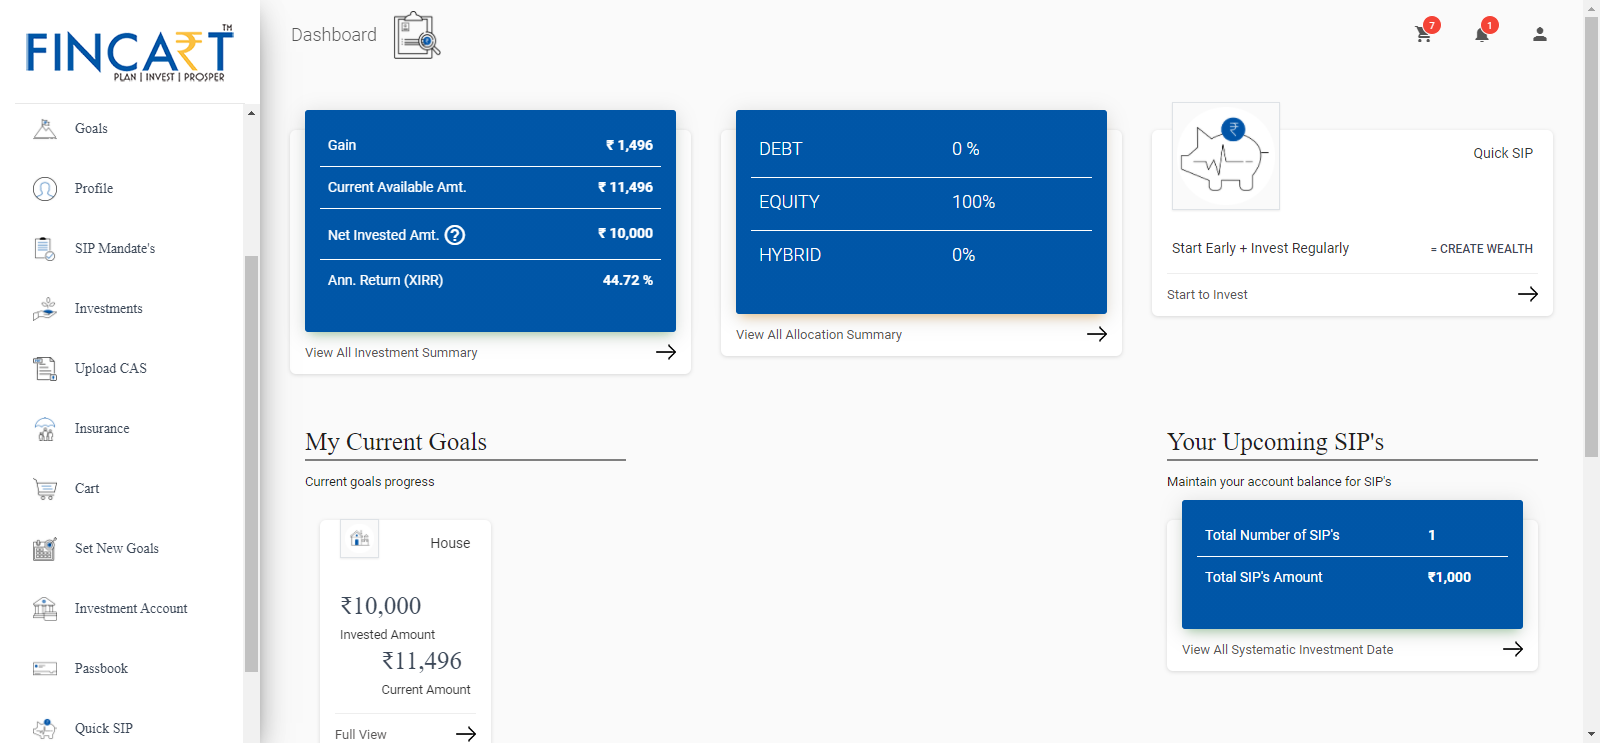 FINCART™
PLAN | INVEST | PROSPER
Goals
Profile
SIP Mandate's
Investments
Upload CAS
Insurance
Cart
Set New Goals
Investment Account
Passbook
Quick SIP
Dashboard
7
1
Gain ₹ 1,496
Current Available Amt. ₹ 11,496
Net Invested Amt. ? ₹ 10,000
Ann. Return (XIRR) 44.72 %
View All Investment Summary
DEBT 0 %
EQUITY 100%
HYBRID 0%
View All Allocation Summary
₹
Quick SIP
Start Early + Invest Regularly = CREATE WEALTH
Start to Invest
My Current Goals
Current goals progress
House
₹10,000
Invested Amount
₹11,496
Current Amount
Full View
Your Upcoming SIP's
Maintain your account balance for SIP's
Total Number of SIP's 1
Total SIP's Amount ₹1,000
View All Systematic Investment Date